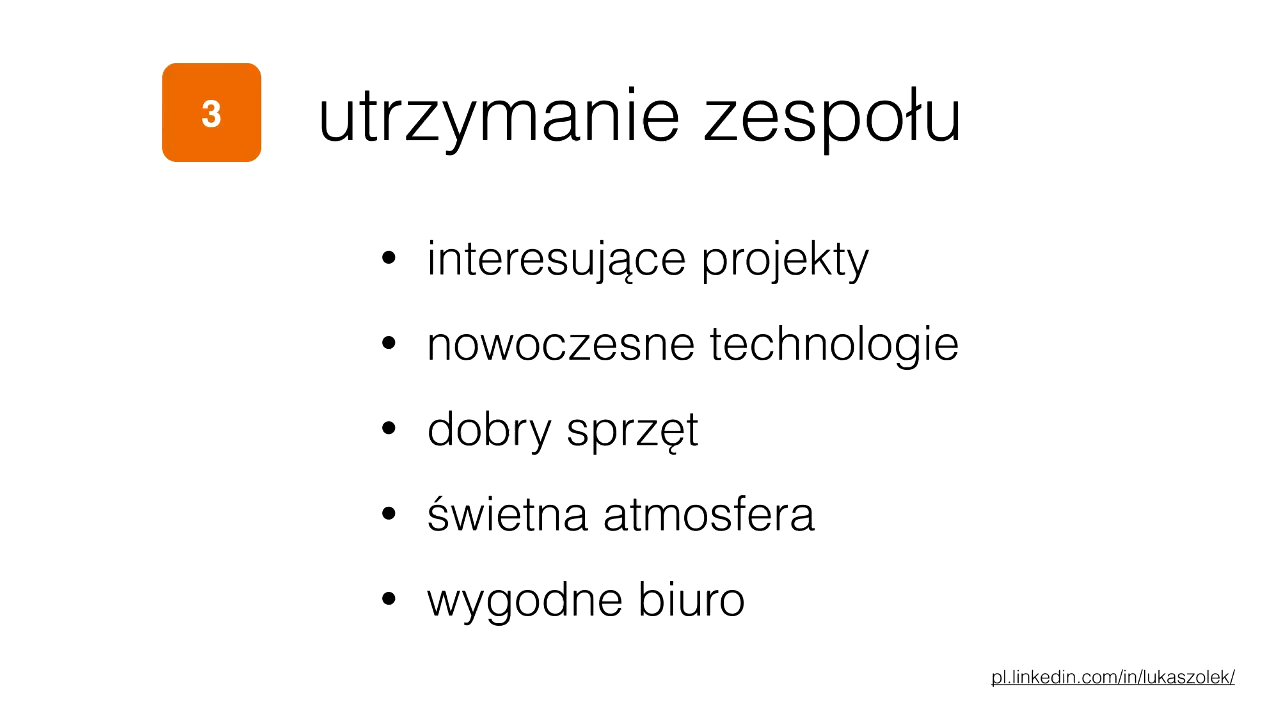 3 utrzymanie zespołu
• interesujące projekty
• nowoczesne technologie
• dobry sprzęt
• świetna atmosfera
• wygodne biuro
pl.linkedin.com/in/lukaszolek/